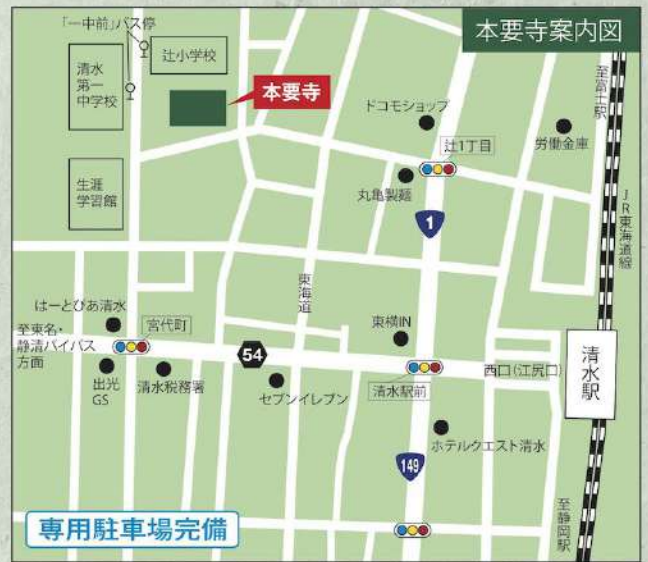 本要寺案内図
「一中前」バス停
辻小学校
清水
第一
中学校
本要寺
生涯
学習館
ドコモショップ
辻1丁目
労働金庫
丸亀製麺
至富士駅
JR東海道線
1
東海道
はーとぴあ清水
至東名・
静清バイパス
方面
宮代町
54
東横IN
出光
GS
清水税務署
セブンイレブン
清水駅前
西口(江尻口)
清水駅
ホテルウエスト清水
149
至静岡駅
専用駐車場完備